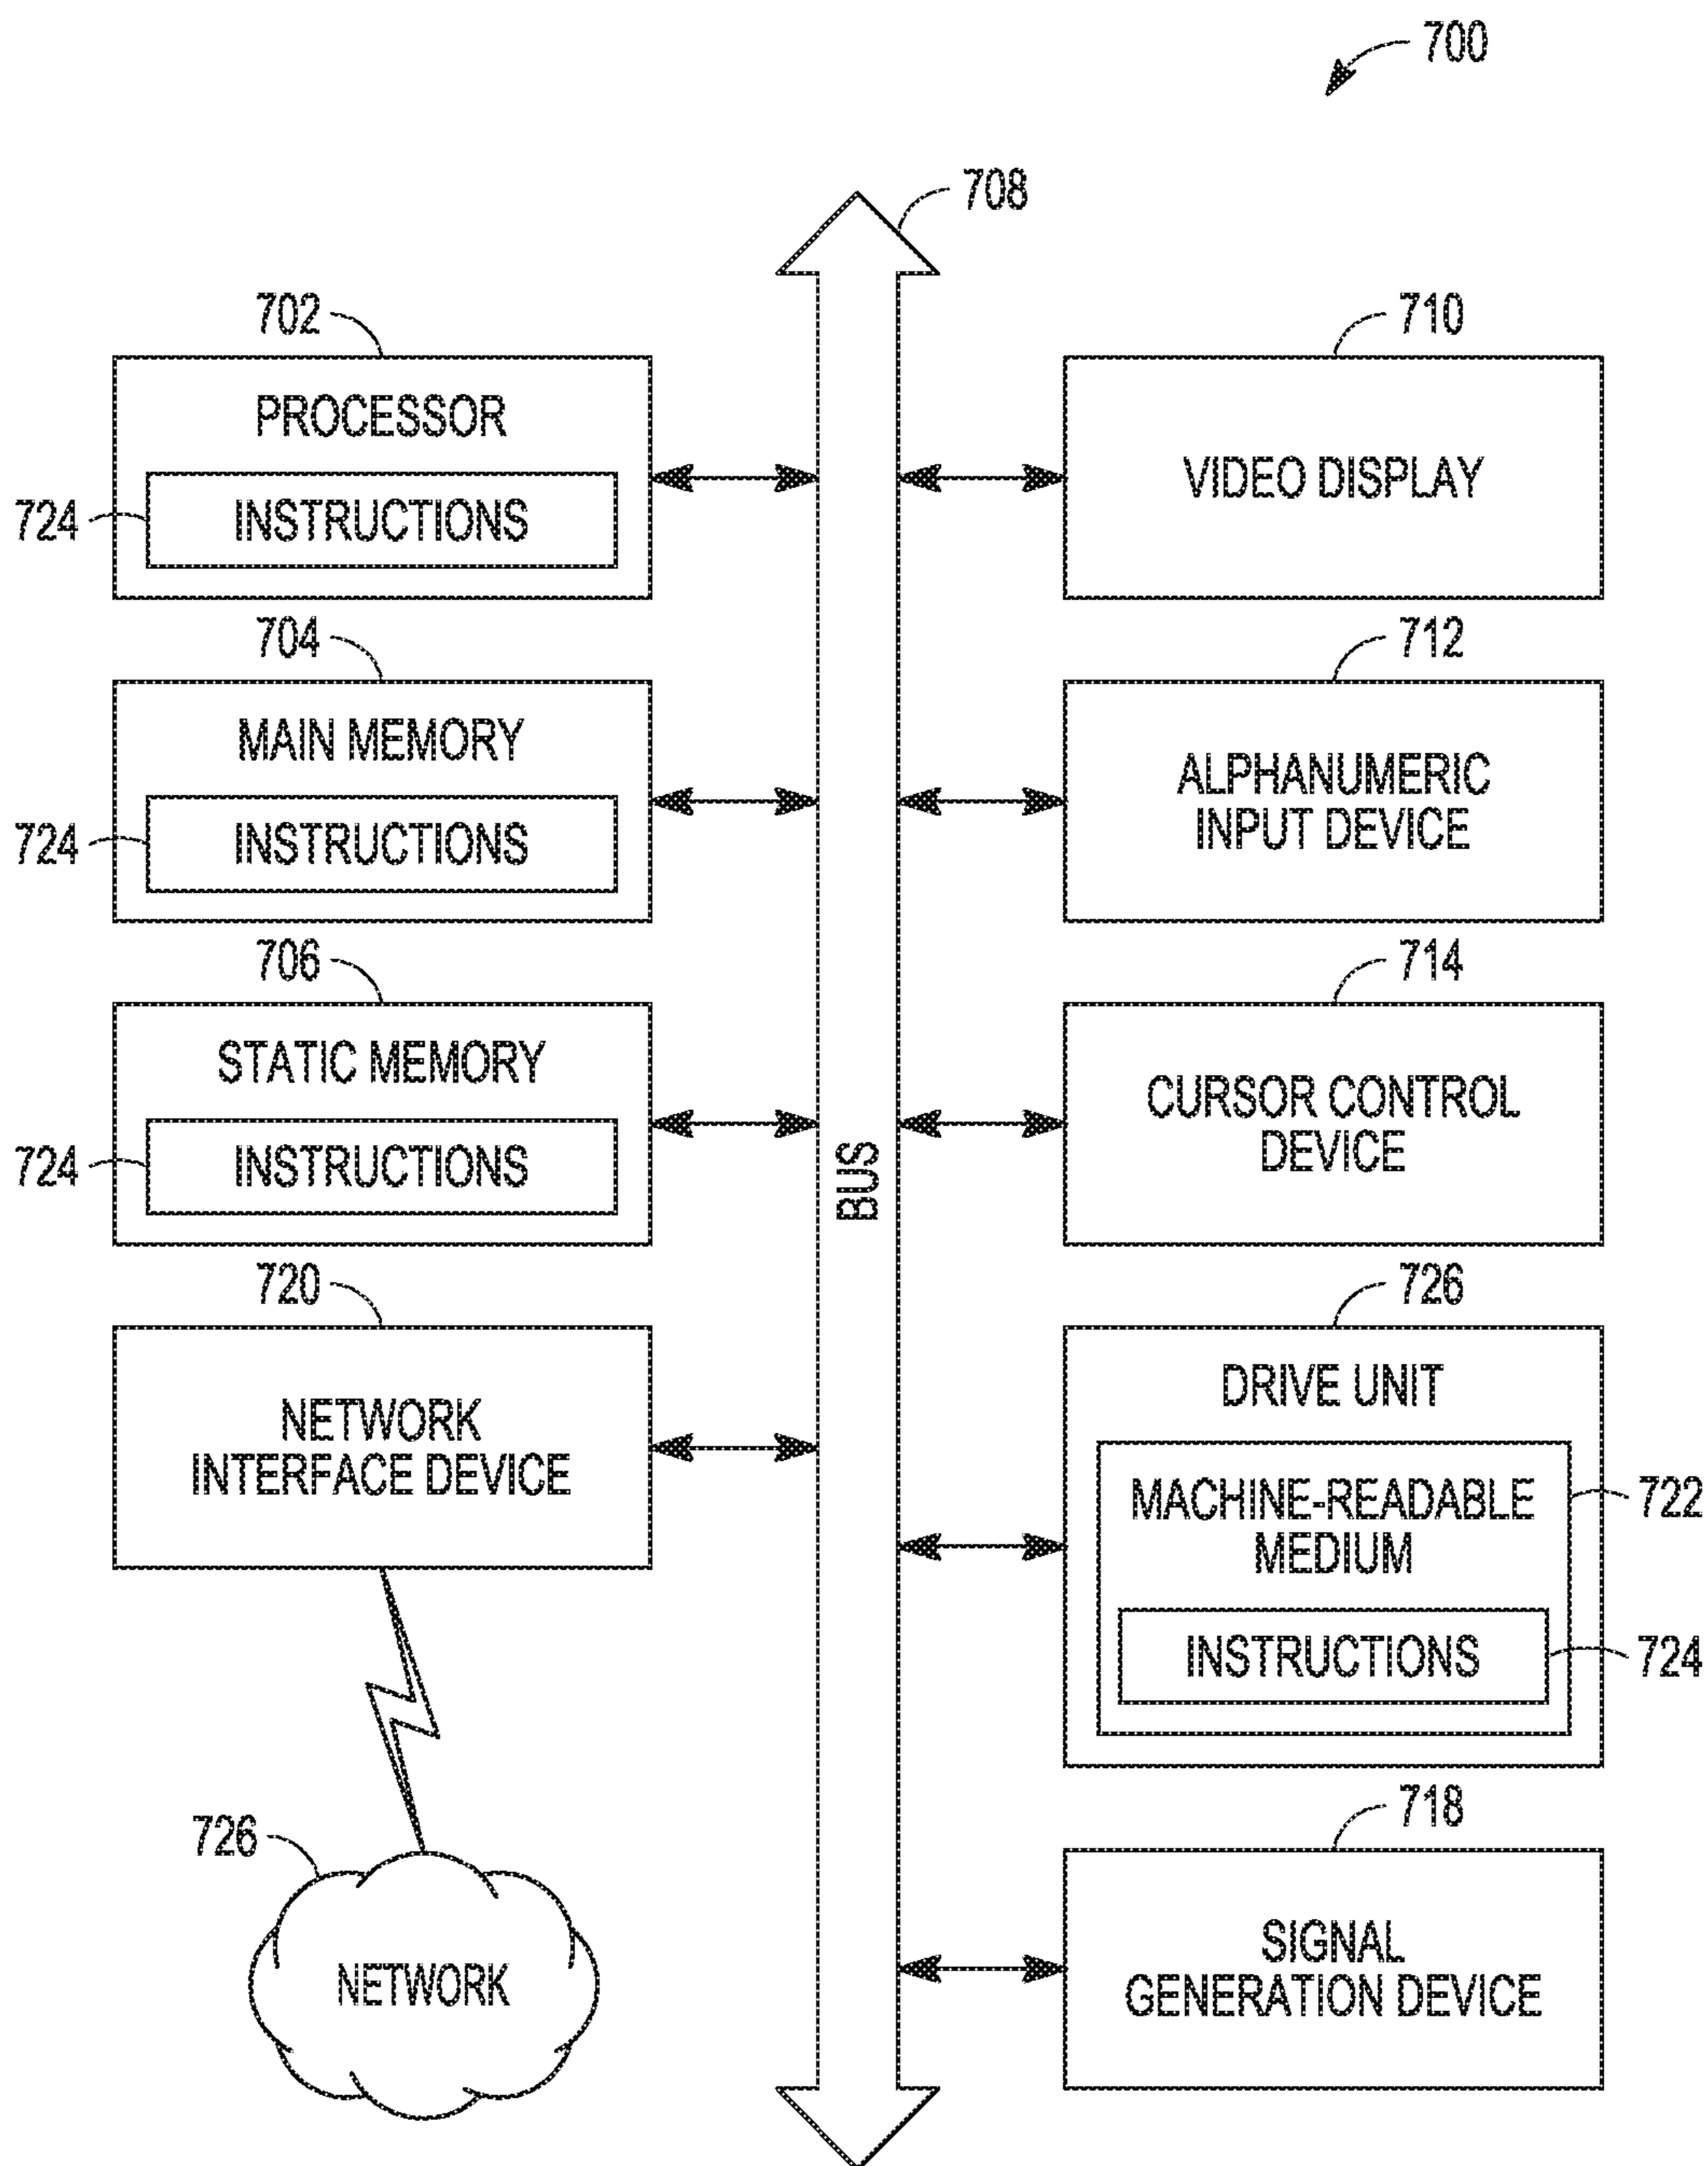 700
708
702
PROCESSOR
724
INSTRUCTIONS
704
MAIN MEMORY
724
INSTRUCTIONS
706
STATIC MEMORY
724
INSTRUCTIONS
720
NETWORK
INTERFACE DEVICE
726
NETWORK
BUS
710
VIDEO DISPLAY
712
ALPHANUMERIC
INPUT DEVICE
714
CURSOR CONTROL
DEVICE
726
DRIVE UNIT
MACHINE-READABLE
MEDIUM
722
INSTRUCTIONS
724
718
SIGNAL
GENERATION DEVICE